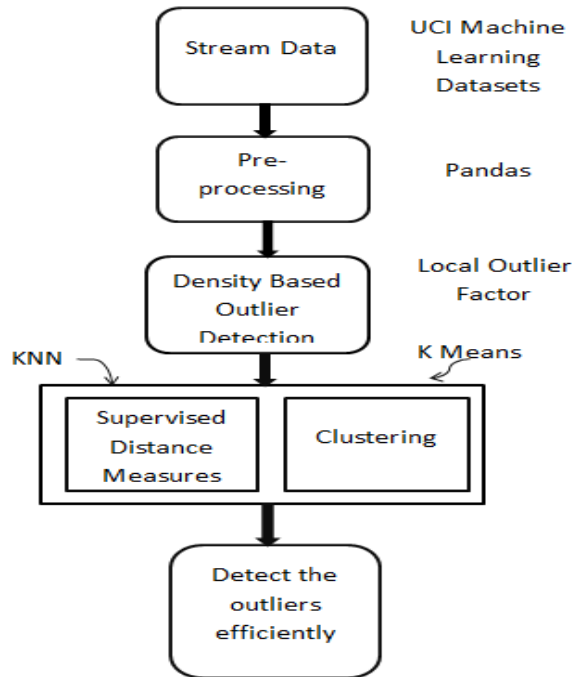 Stream Data
UCI Machine
Learning
Datasets
Pre-
processing
Pandas
Density Based
Outlier
Detection
Local Outlier
Factor
KNN
K Means
Supervised
Distance
Measures
Clustering
Detect the
outliers
efficiently